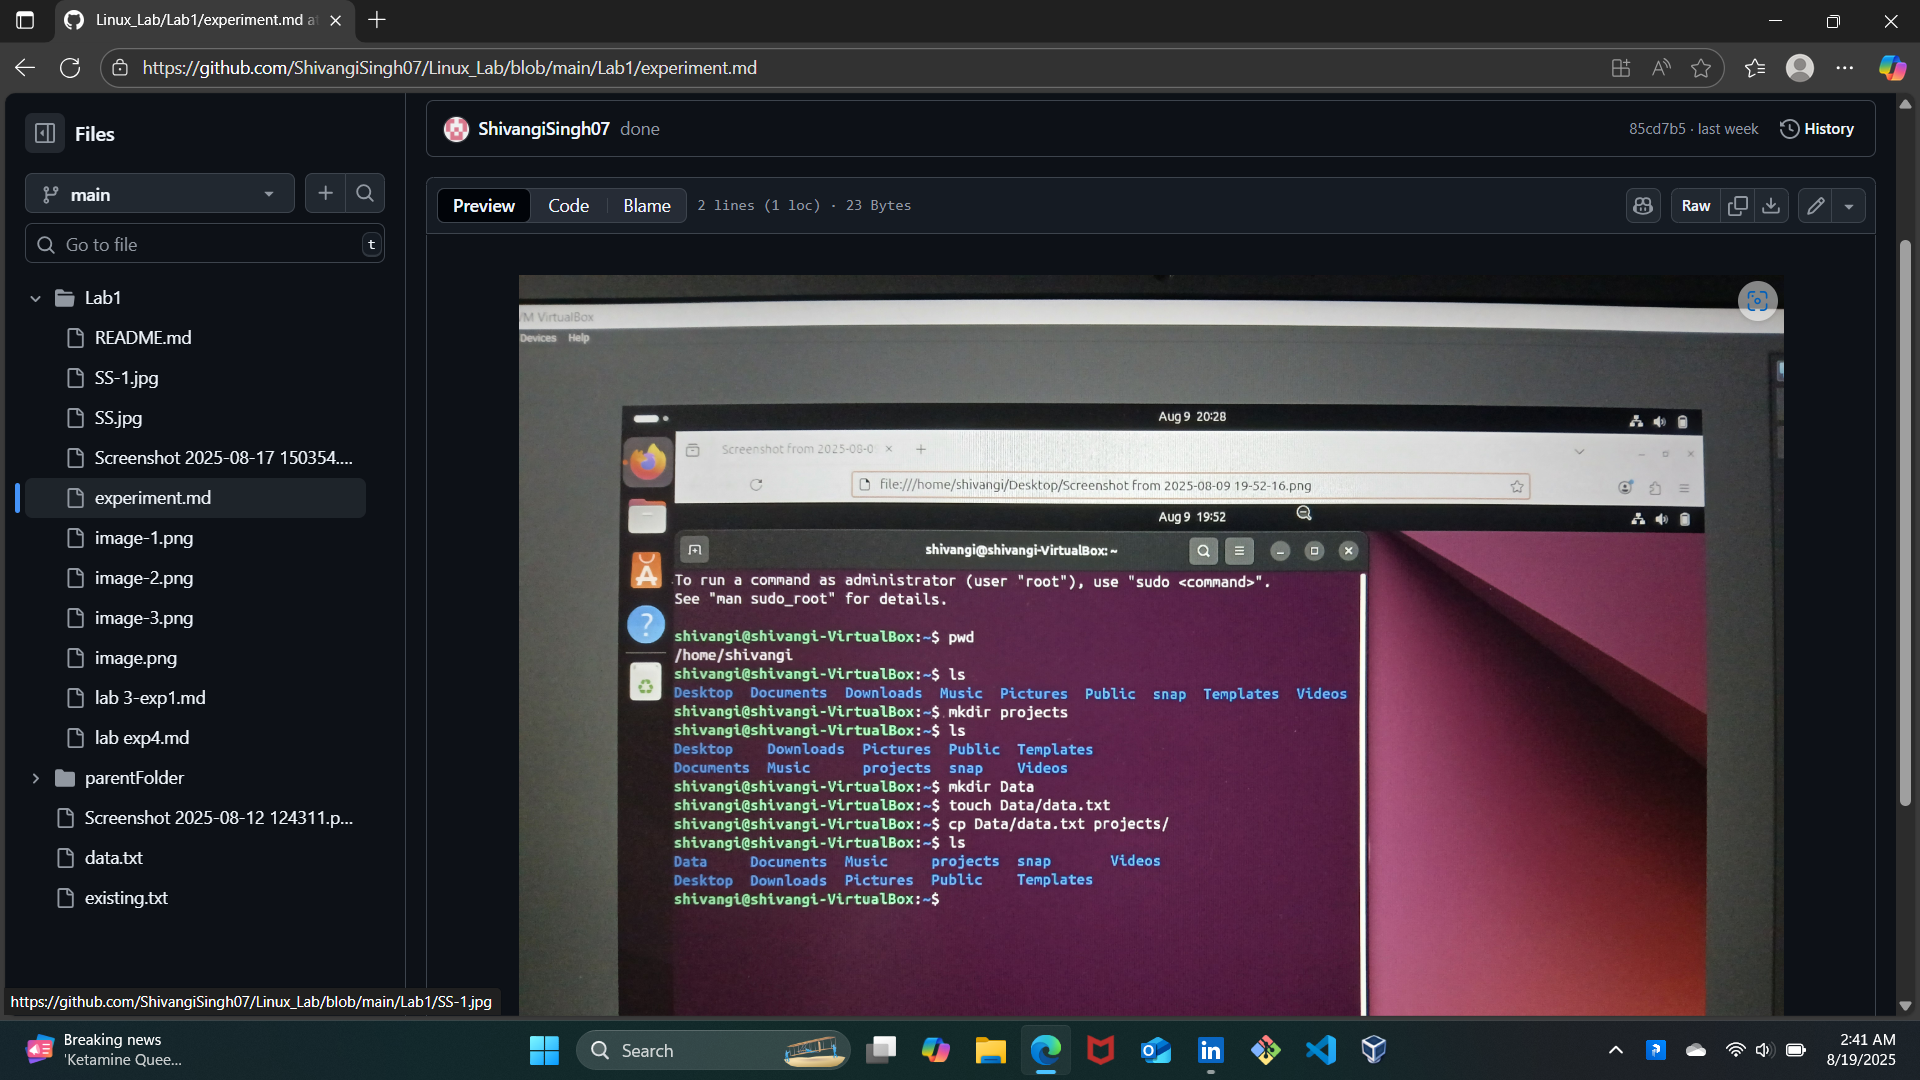 Linux_Lab/Lab1/experiment.md at
https://github.com/ShivangiSingh07/Linux_Lab/blob/main/Lab1/experiment.md
Files
main
Go to file
t
Lab1
README.md
SS-1.jpg
SS.jpg
Screenshot 2025-08-17 150354....
experiment.md
image-1.png
image-2.png
image-3.png
image.png
lab 3-exp1.md
lab exp4.md
parentFolder
Screenshot 2025-08-12 124311.p...
data.txt
existing.txt
https://github.com/ShivangiSingh07/Linux_Lab/blob/main/Lab1/SS-1.jpg
ShivangiSingh07 done
85cd7b5 · last week
History
Preview Code Blame 2 lines (1 loc) · 23 Bytes
Raw
VM VirtualBox
Devices Help
Aug 9 20:28
Screenshot from 2025-08-0
file:///home/shivangi/Desktop/Screenshot from 2025-08-09 19-52-16.png
Aug 9 19:52
shivangi@shivangi-VirtualBox: ~
To run a command as administrator (user "root"), use "sudo <command>".
See "man sudo_root" for details.
shivangi@shivangi-VirtualBox:~$ pwd
/home/shivangi
shivangi@shivangi-VirtualBox:~$ ls
Desktop Documents Downloads Music Pictures Public snap Templates Videos
shivangi@shivangi-VirtualBox:~$ mkdir projects
shivangi@shivangi-VirtualBox:~$ ls
Desktop Downloads Pictures Public Templates
Documents Music projects snap Videos
shivangi@shivangi-VirtualBox:~$ mkdir Data
shivangi@shivangi-VirtualBox:~$ touch Data/data.txt
shivangi@shivangi-VirtualBox:~$ cp Data/data.txt projects/
shivangi@shivangi-VirtualBox:~$ ls
Data Documents Music projects snap Videos
Desktop Downloads Pictures Public Templates
shivangi@shivangi-VirtualBox:~$
Breaking news
'Ketamine Quee...
Search
2:41 AM
8/19/2025